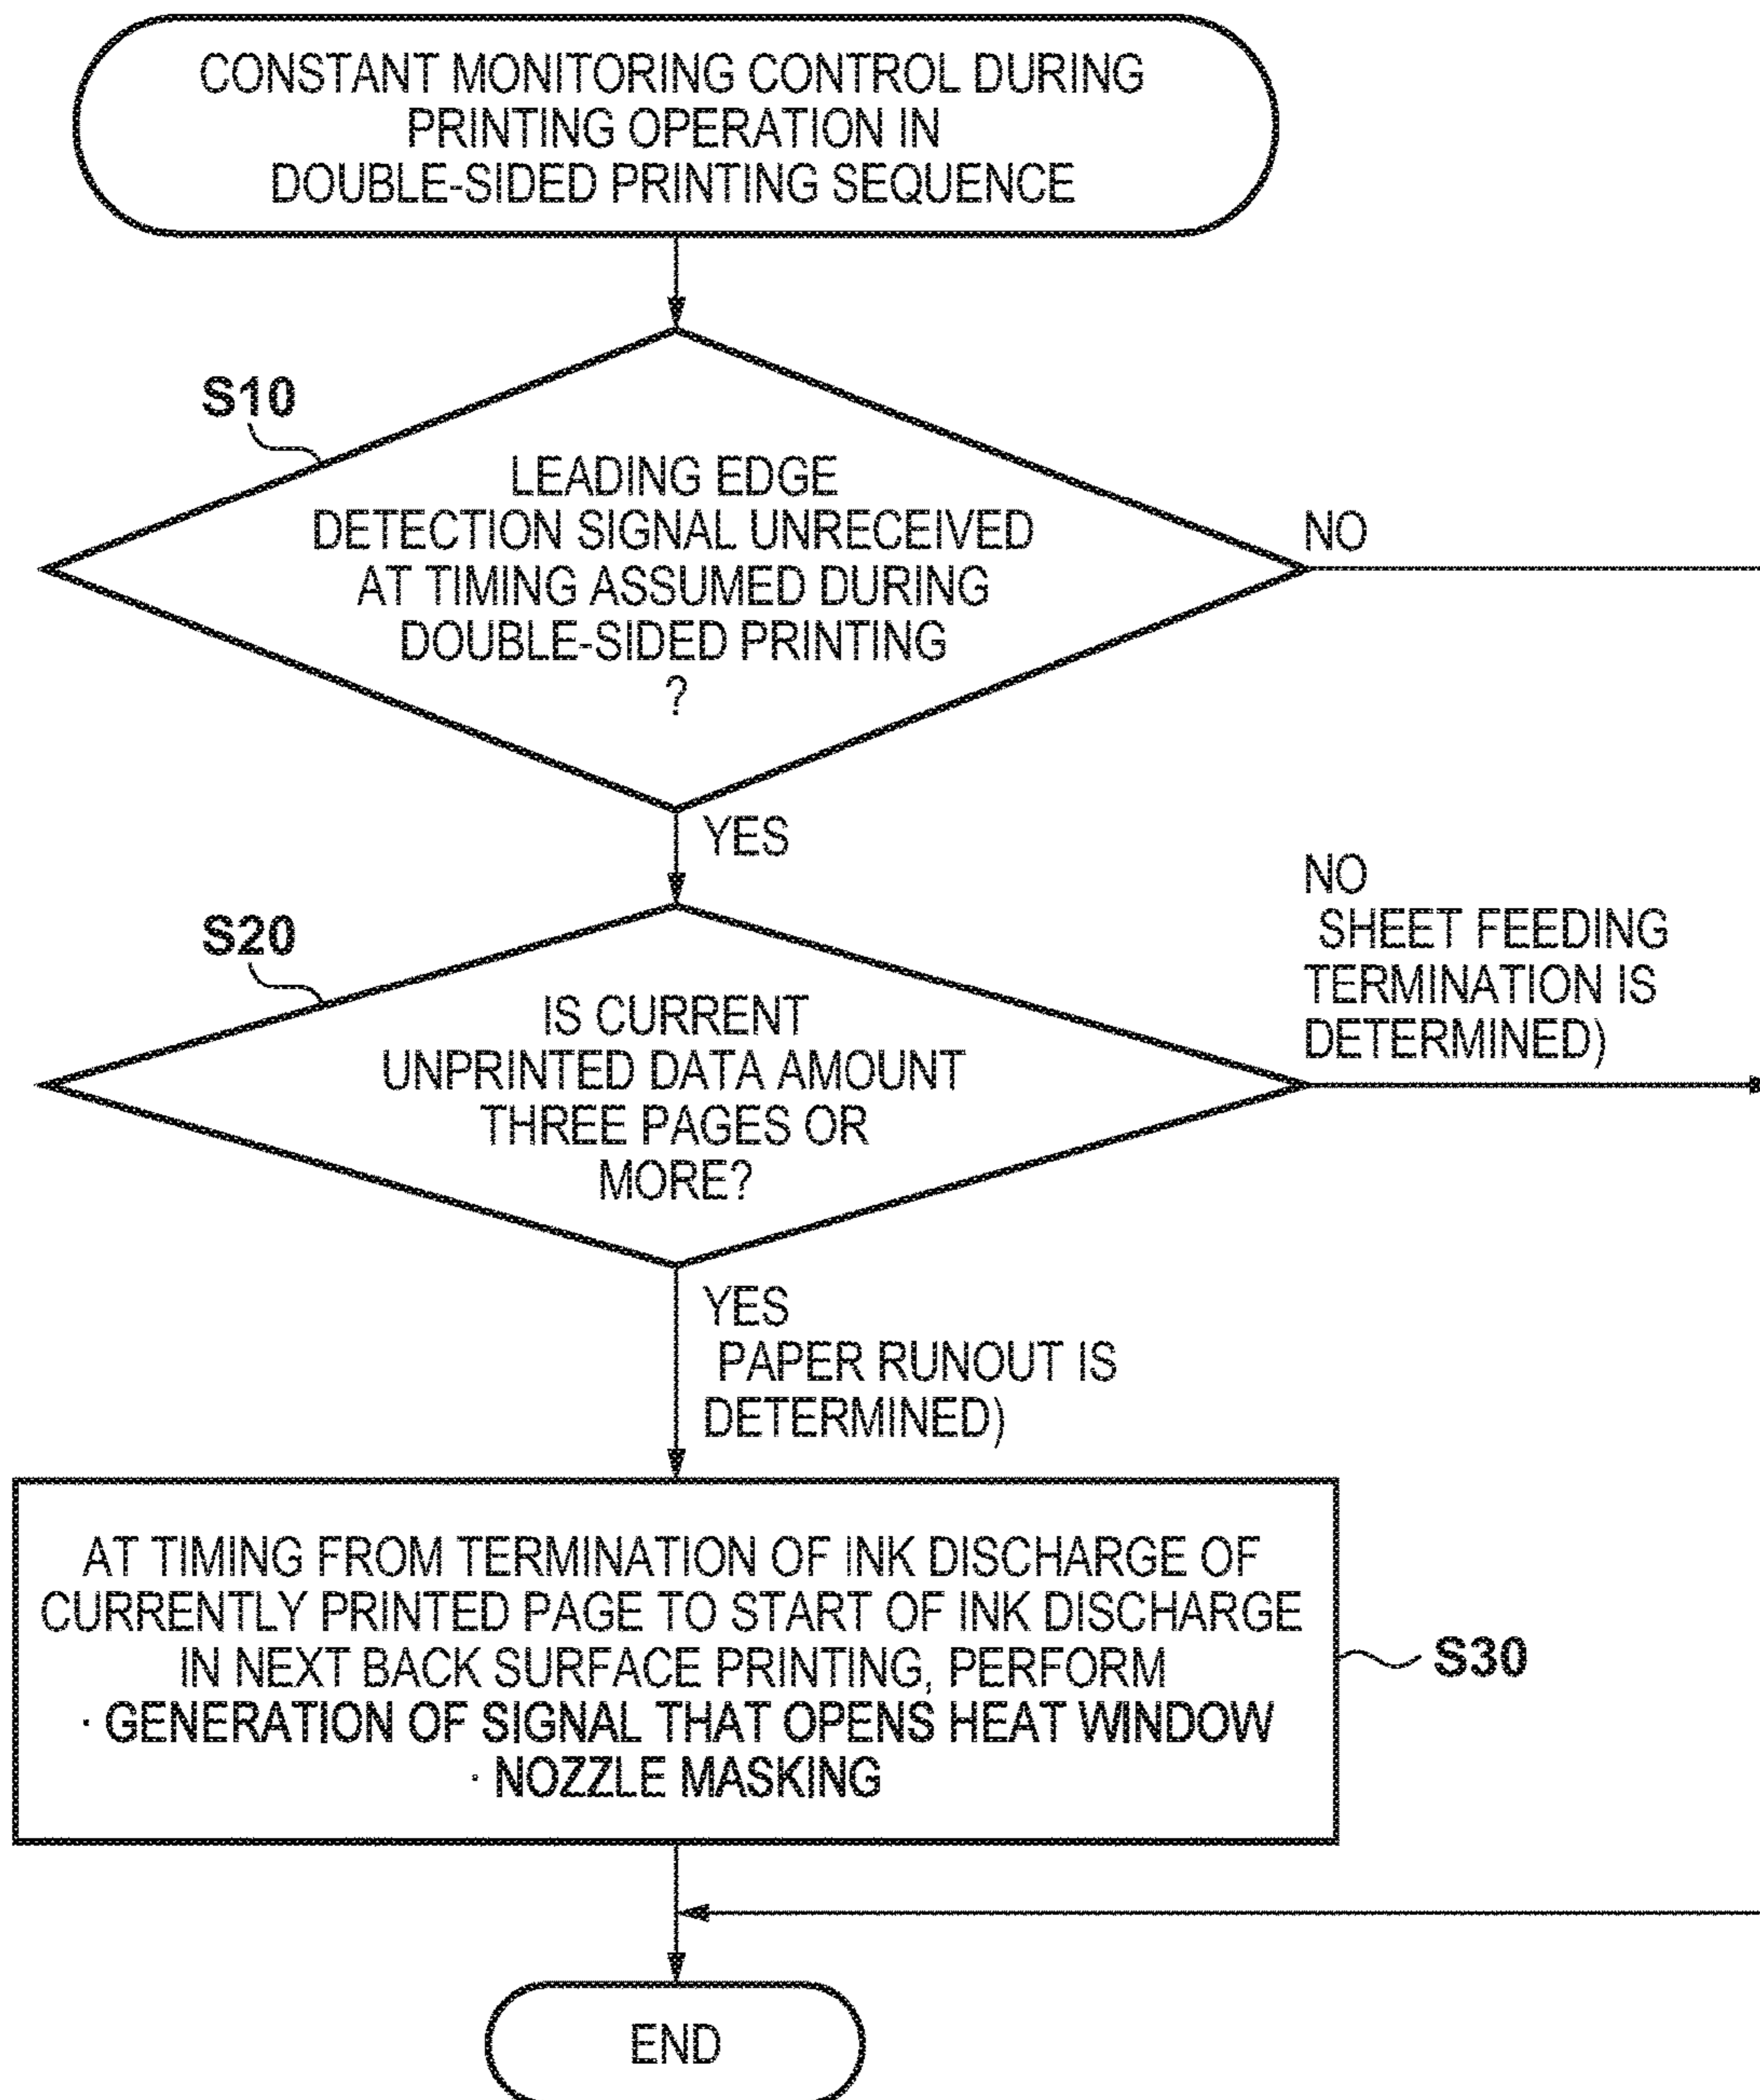 CONSTANT MONITORING CONTROL DURING
PRINTING OPERATION IN
DOUBLE-SIDED PRINTING SEQUENCE
S10
LEADING EDGE
DETECTION SIGNAL UNRECEIVED
AT TIMING ASSUMED DURING
DOUBLE-SIDED PRINTING
?
NO
YES
S20
IS CURRENT
UNPRINTED DATA AMOUNT
THREE PAGES OR
MORE?
NO
SHEET FEEDING
TERMINATION IS
DETERMINED)
YES
PAPER RUNOUT IS
DETERMINED)
AT TIMING FROM TERMINATION OF INK DISCHARGE OF
CURRENTLY PRINTED PAGE TO START OF INK DISCHARGE
IN NEXT BACK SURFACE PRINTING, PERFORM
· GENERATION OF SIGNAL THAT OPENS HEAT WINDOW
· NOZZLE MASKING
S30
END